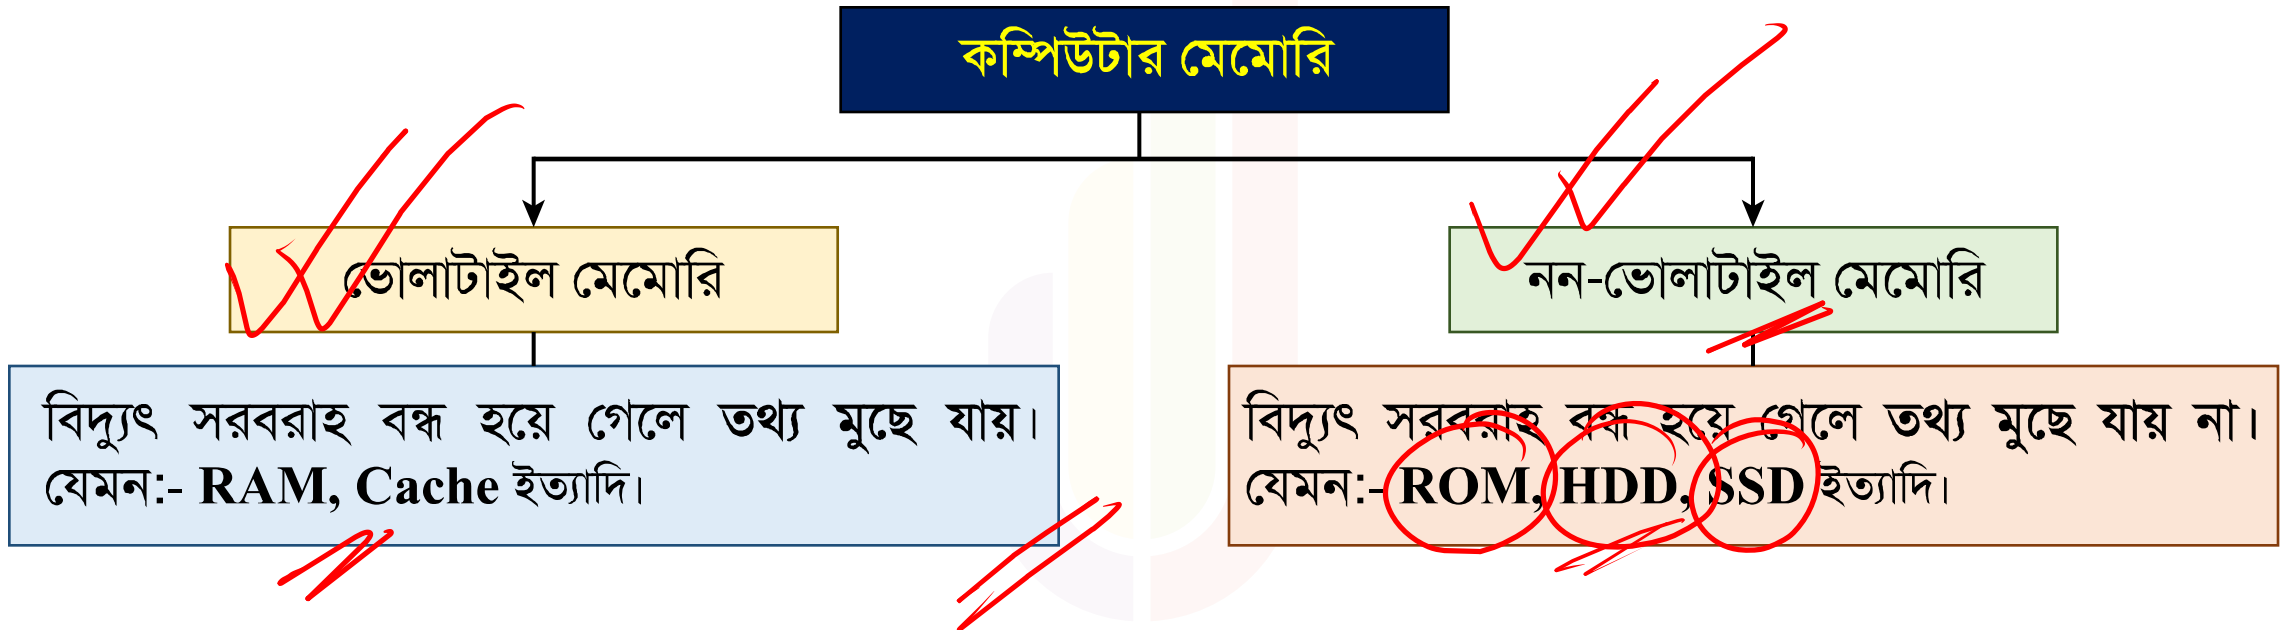 কম্পিউটার মেমোরি
ভোলাটাইল মেমোরি
নন-ভোলাটাইল মেমোরি
বিদ্যুৎ সরবরাহ বন্ধ হয়ে গেলে তথ্য মুছে যায়।
যেমন:- RAM, Cache ইত্যাদি।
বিদ্যুৎ সরবরাহ বন্ধ হয়ে গেলে তথ্য মুছে যায় না।
যেমন:- ROM, HDD, SSD ইত্যাদি।